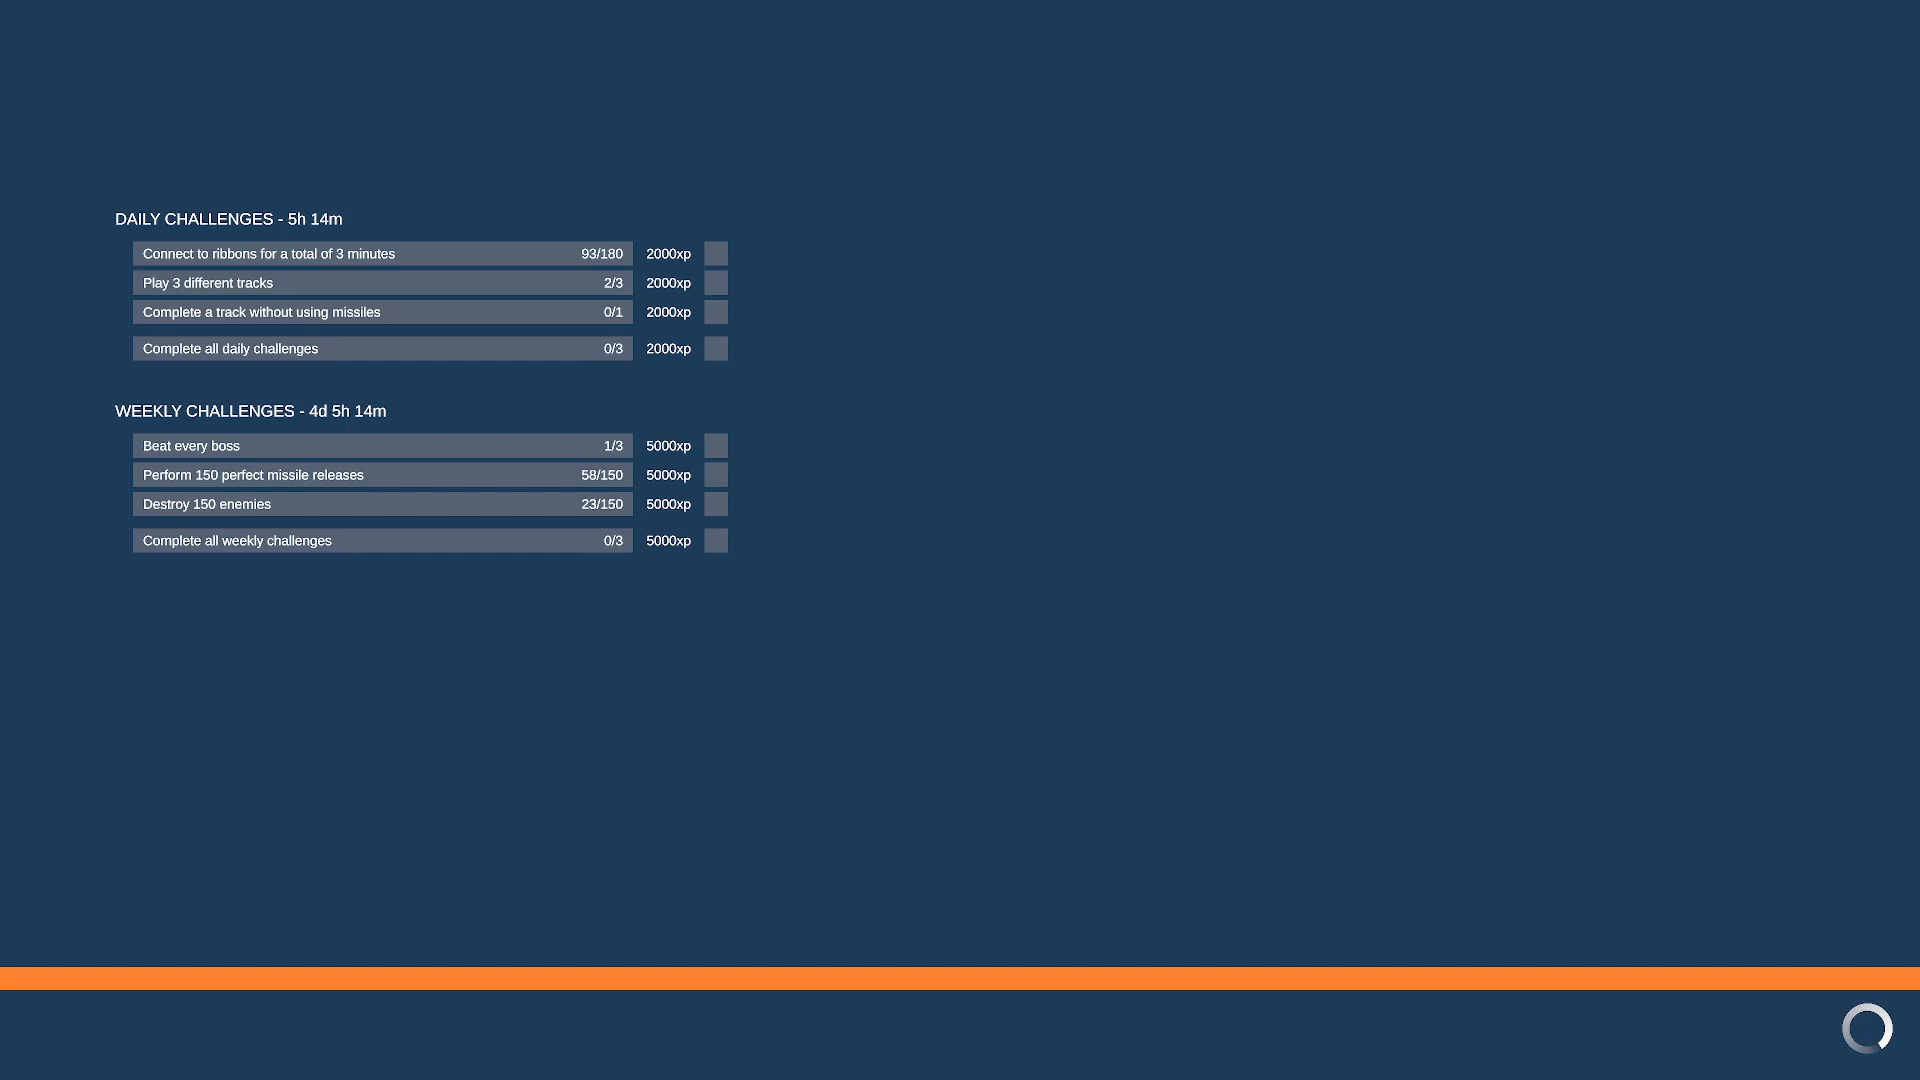 DAILY CHALLENGES - 5h 14m
Connect to ribbons for a total of 3 minutes 93/180 2000xp
Play 3 different tracks 2/3 2000xp
Complete a track without using missiles 0/1 2000xp
Complete all daily challenges 0/3 2000xp
WEEKLY CHALLENGES - 4d 5h 14m
Beat every boss 1/3 5000xp
Perform 150 perfect missile releases 58/150 5000xp
Destroy 150 enemies 23/150 5000xp
Complete all weekly challenges 0/3 5000xp